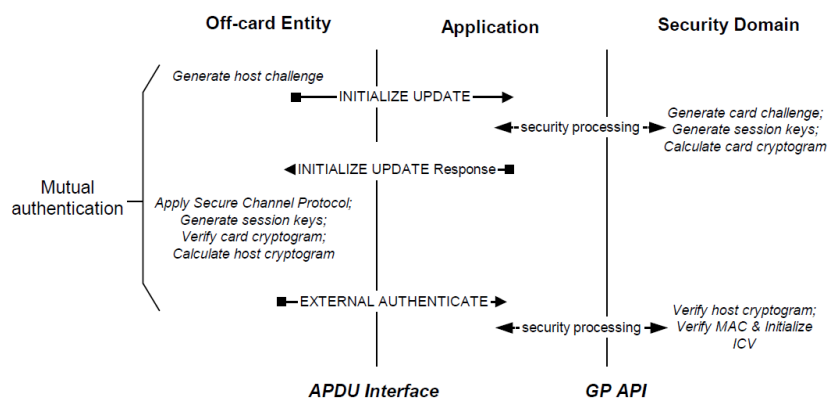 Off-card Entity
Application
Security Domain
Generate host challenge
INITIALIZE UPDATE
security processing
Generate card challenge;
Generate session keys;
Calculate card cryptogram
INITIALIZE UPDATE Response
Mutual
authentication
Apply Secure Channel Protocol;
Generate session keys;
Verify card cryptogram;
Calculate host cryptogram
EXTERNAL AUTHENTICATE
security processing
Verify host cryptogram;
Verify MAC & Initialize
ICV
APDU Interface
GP API